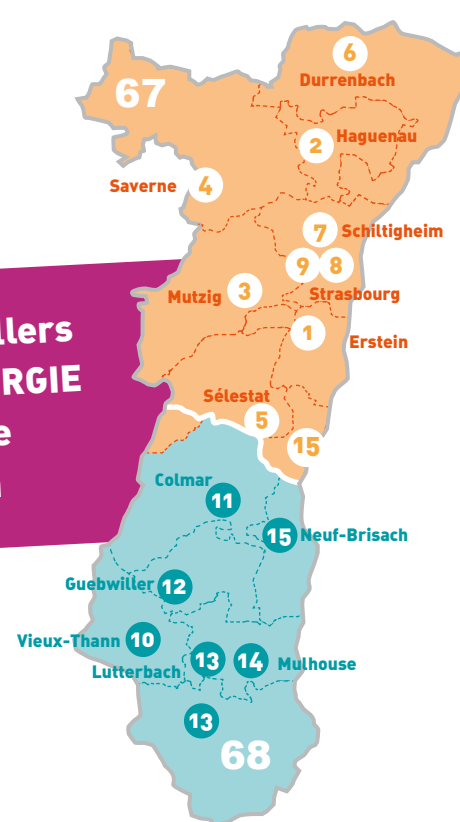 6
Durrenbach
67
2
Haguenau
Saverne
4
7
Schiltigheim
9
8
Strasbourg
Mutzig
3
1
Erstein
llers
RGIE
e
Sélestat
5
15
Colmar
11
15
Neuf-Brisach
Guebwiller
12
Vieux-Thann
10
Lutterbach
13
14
Mulhouse
13
68